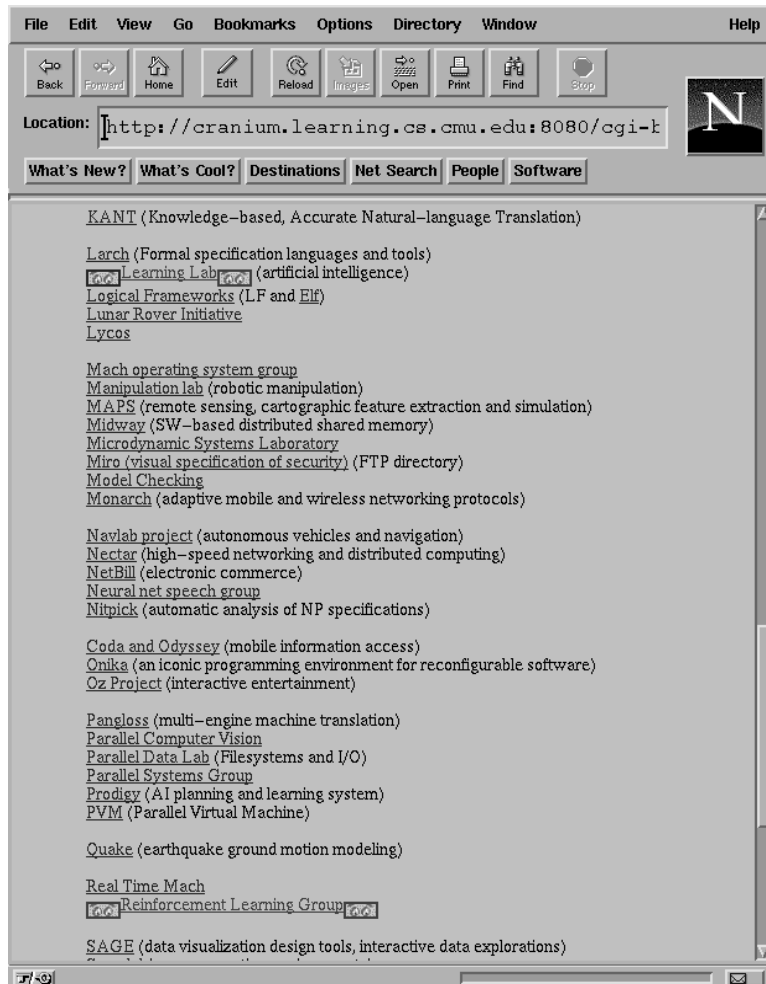 File Edit View Go Bookmarks Options Directory Window Help
Back Forward Home Edit Reload Images Open Print Find Stop
Location: http://cranium.learning.cs.cmu.edu:8080/cgi-b
N
What's New? What's Cool? Destinations Net Search People Software
KANT (Knowledge-based, Accurate Natural-language Translation)
Larch (Formal specification languages and tools)
Learning Lab (artificial intelligence)
Logical Frameworks (LF and Elf)
Lunar Rover Initiative
Lycos
Mach operating system group
Manipulation lab (robotic manipulation)
MAPS (remote sensing, cartographic feature extraction and simulation)
Midway (SW-based distributed shared memory)
Microdynamic Systems Laboratory
Miro (visual specification of security) (FTP directory)
Model Checking
Monarch (adaptive mobile and wireless networking protocols)
Navlab project (autonomous vehicles and navigation)
Nectar (high-speed networking and distributed computing)
NetBill (electronic commerce)
Neural net speech group
Nitpick (automatic analysis of NP specifications)
Coda and Odyssey (mobile information access)
Onika (an iconic programming environment for reconfigurable software)
Oz Project (interactive entertainment)
Pangloss (multi-engine machine translation)
Parallel Computer Vision
Parallel Data Lab (Filesystems and I/O)
Parallel Systems Group
Prodigy (AI planning and learning system)
PVM (Parallel Virtual Machine)
Quake (earthquake ground motion modeling)
Real Time Mach
Reinforcement Learning Group
SAGE (data visualization design tools, interactive data explorations)